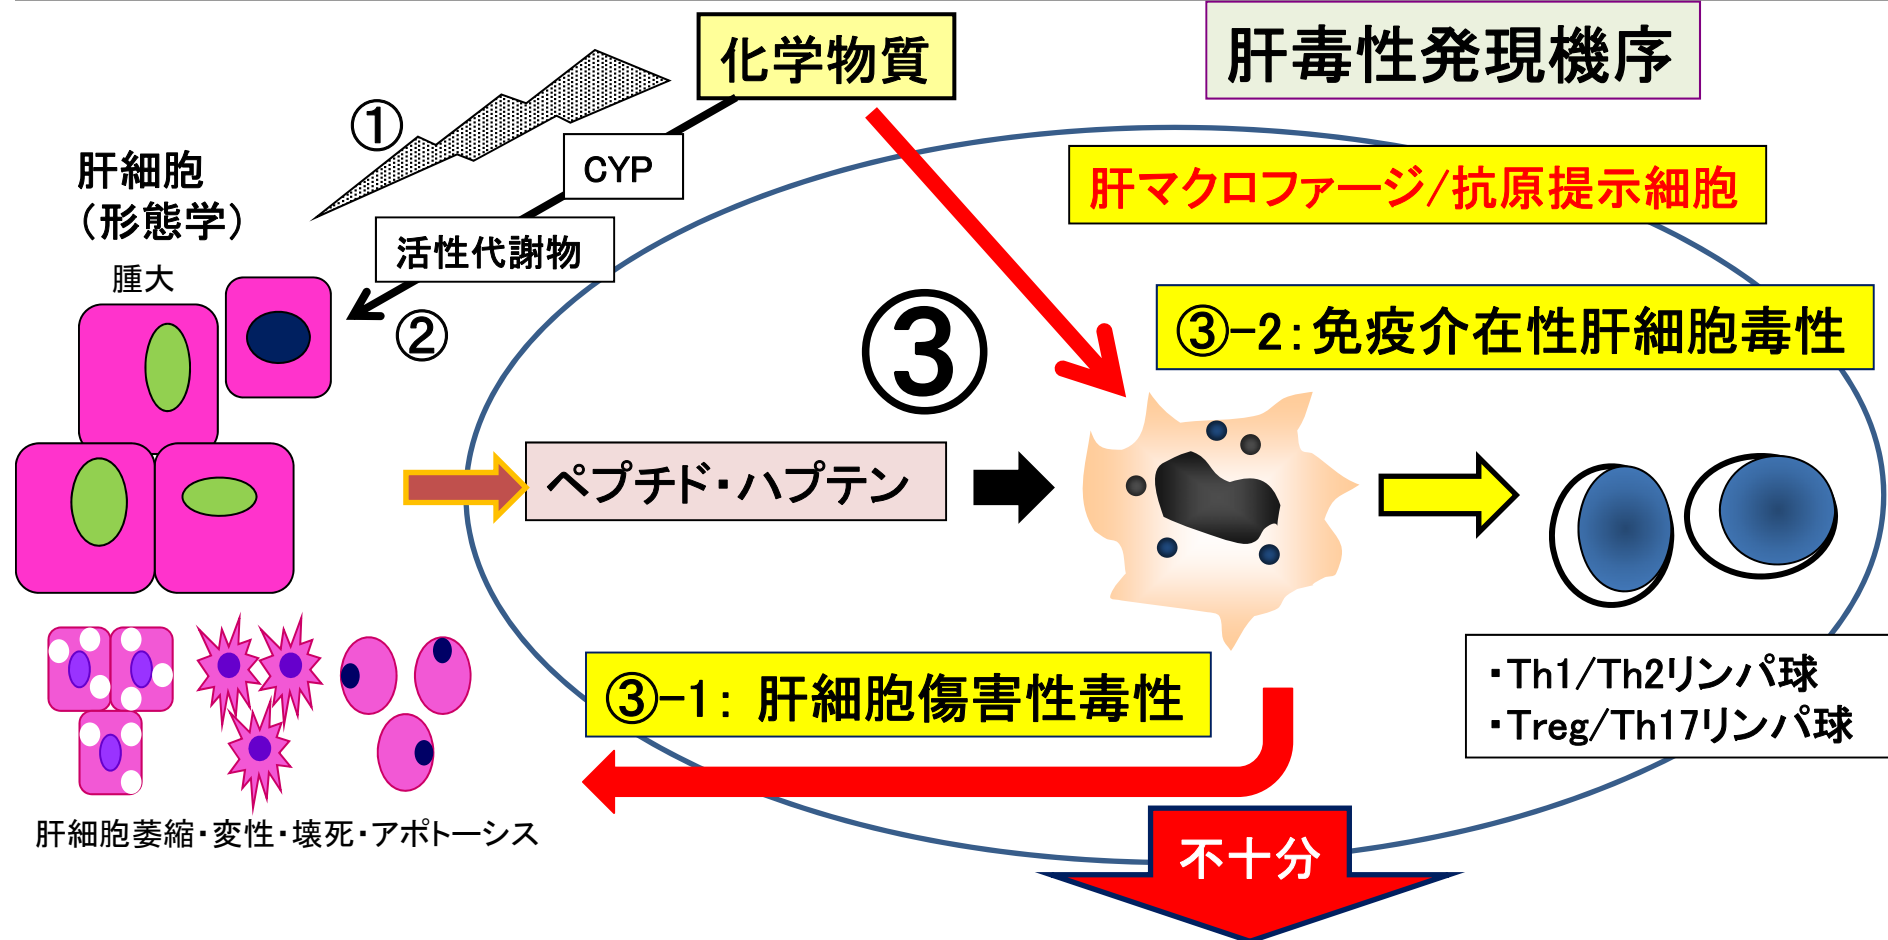 化学物質
肝毒性発現機序
①
CYP
肝細胞
(形態学)
肝マクロファージ/抗原提示細胞
活性代謝物
腫大
②
③
③-2:免疫介在性肝細胞毒性
ペプチド・ハプテン
③-1: 肝細胞傷害性毒性
・Th1/Th2リンパ球
・Treg/Th17リンパ球
肝細胞萎縮・変性・壊死・アポトーシス
不十分